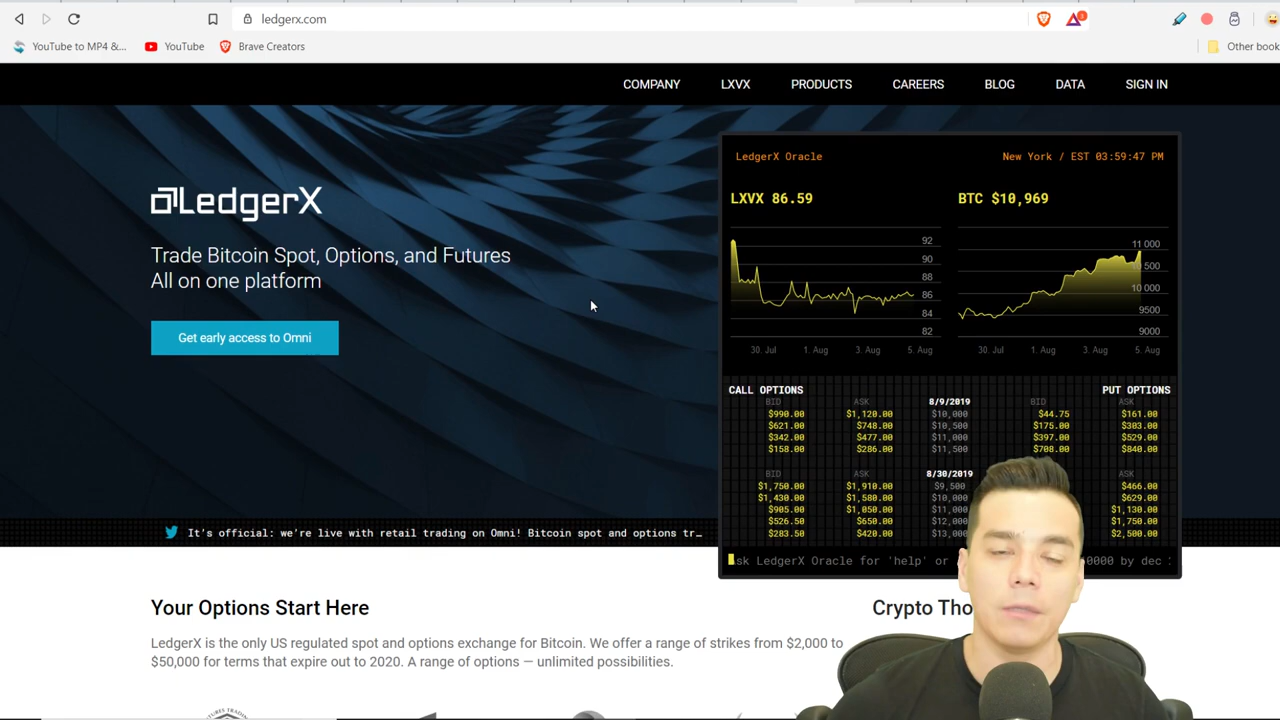 ledgerx.com
3
YouTube to MP4 &...
YouTube
Brave Creators
Other book
COMPANY
LXVX
PRODUCTS
CAREERS
BLOG
DATA
SIGN IN
LedgerX
Trade Bitcoin Spot, Options, and Futures
All on one platform
Get early access to Omni
LedgerX Oracle
New York / EST 03:59:47 PM
LXVX 86.59
BTC $10,969
92
90
88
86
84
82
30. Jul
1. Aug
3. Aug
5. Aug
11 000
10 500
10 000
9500
9000
30. Jul
1. Aug
3. Aug
5. Aug
CALL OPTIONS
PUT OPTIONS
BID ASK 8/9/2019 BID ASK
$990.00 $1,120.00 $10,000 $44.75 $161.00
$621.00 $748.00 $10,500 $175.00 $303.00
$342.00 $477.00 $11,000 $397.00 $529.00
$158.00 $286.00 $11,500 $708.00 $840.00
BID ASK 8/30/2019 ASK
$1,750.00 $1,910.00 $9,500 $466.00
$1,430.00 $1,580.00 $10,000 $629.00
$905.00 $1,050.00 $11,000 $1,130.00
$526.50 $650.00 $12,000 $1,750.00
$283.50 $420.00 $13,000 $2,500.00
sk LedgerX Oracle for 'help' or 0000 by dec
It's official: we're live with retail trading on Omni! Bitcoin spot and options tr…
Your Options Start Here
Crypto Tho
LedgerX is the only US regulated spot and options exchange for Bitcoin. We offer a range of strikes from $2,000 to
$50,000 for terms that expire out to 2020. A range of options — unlimited possibilities.